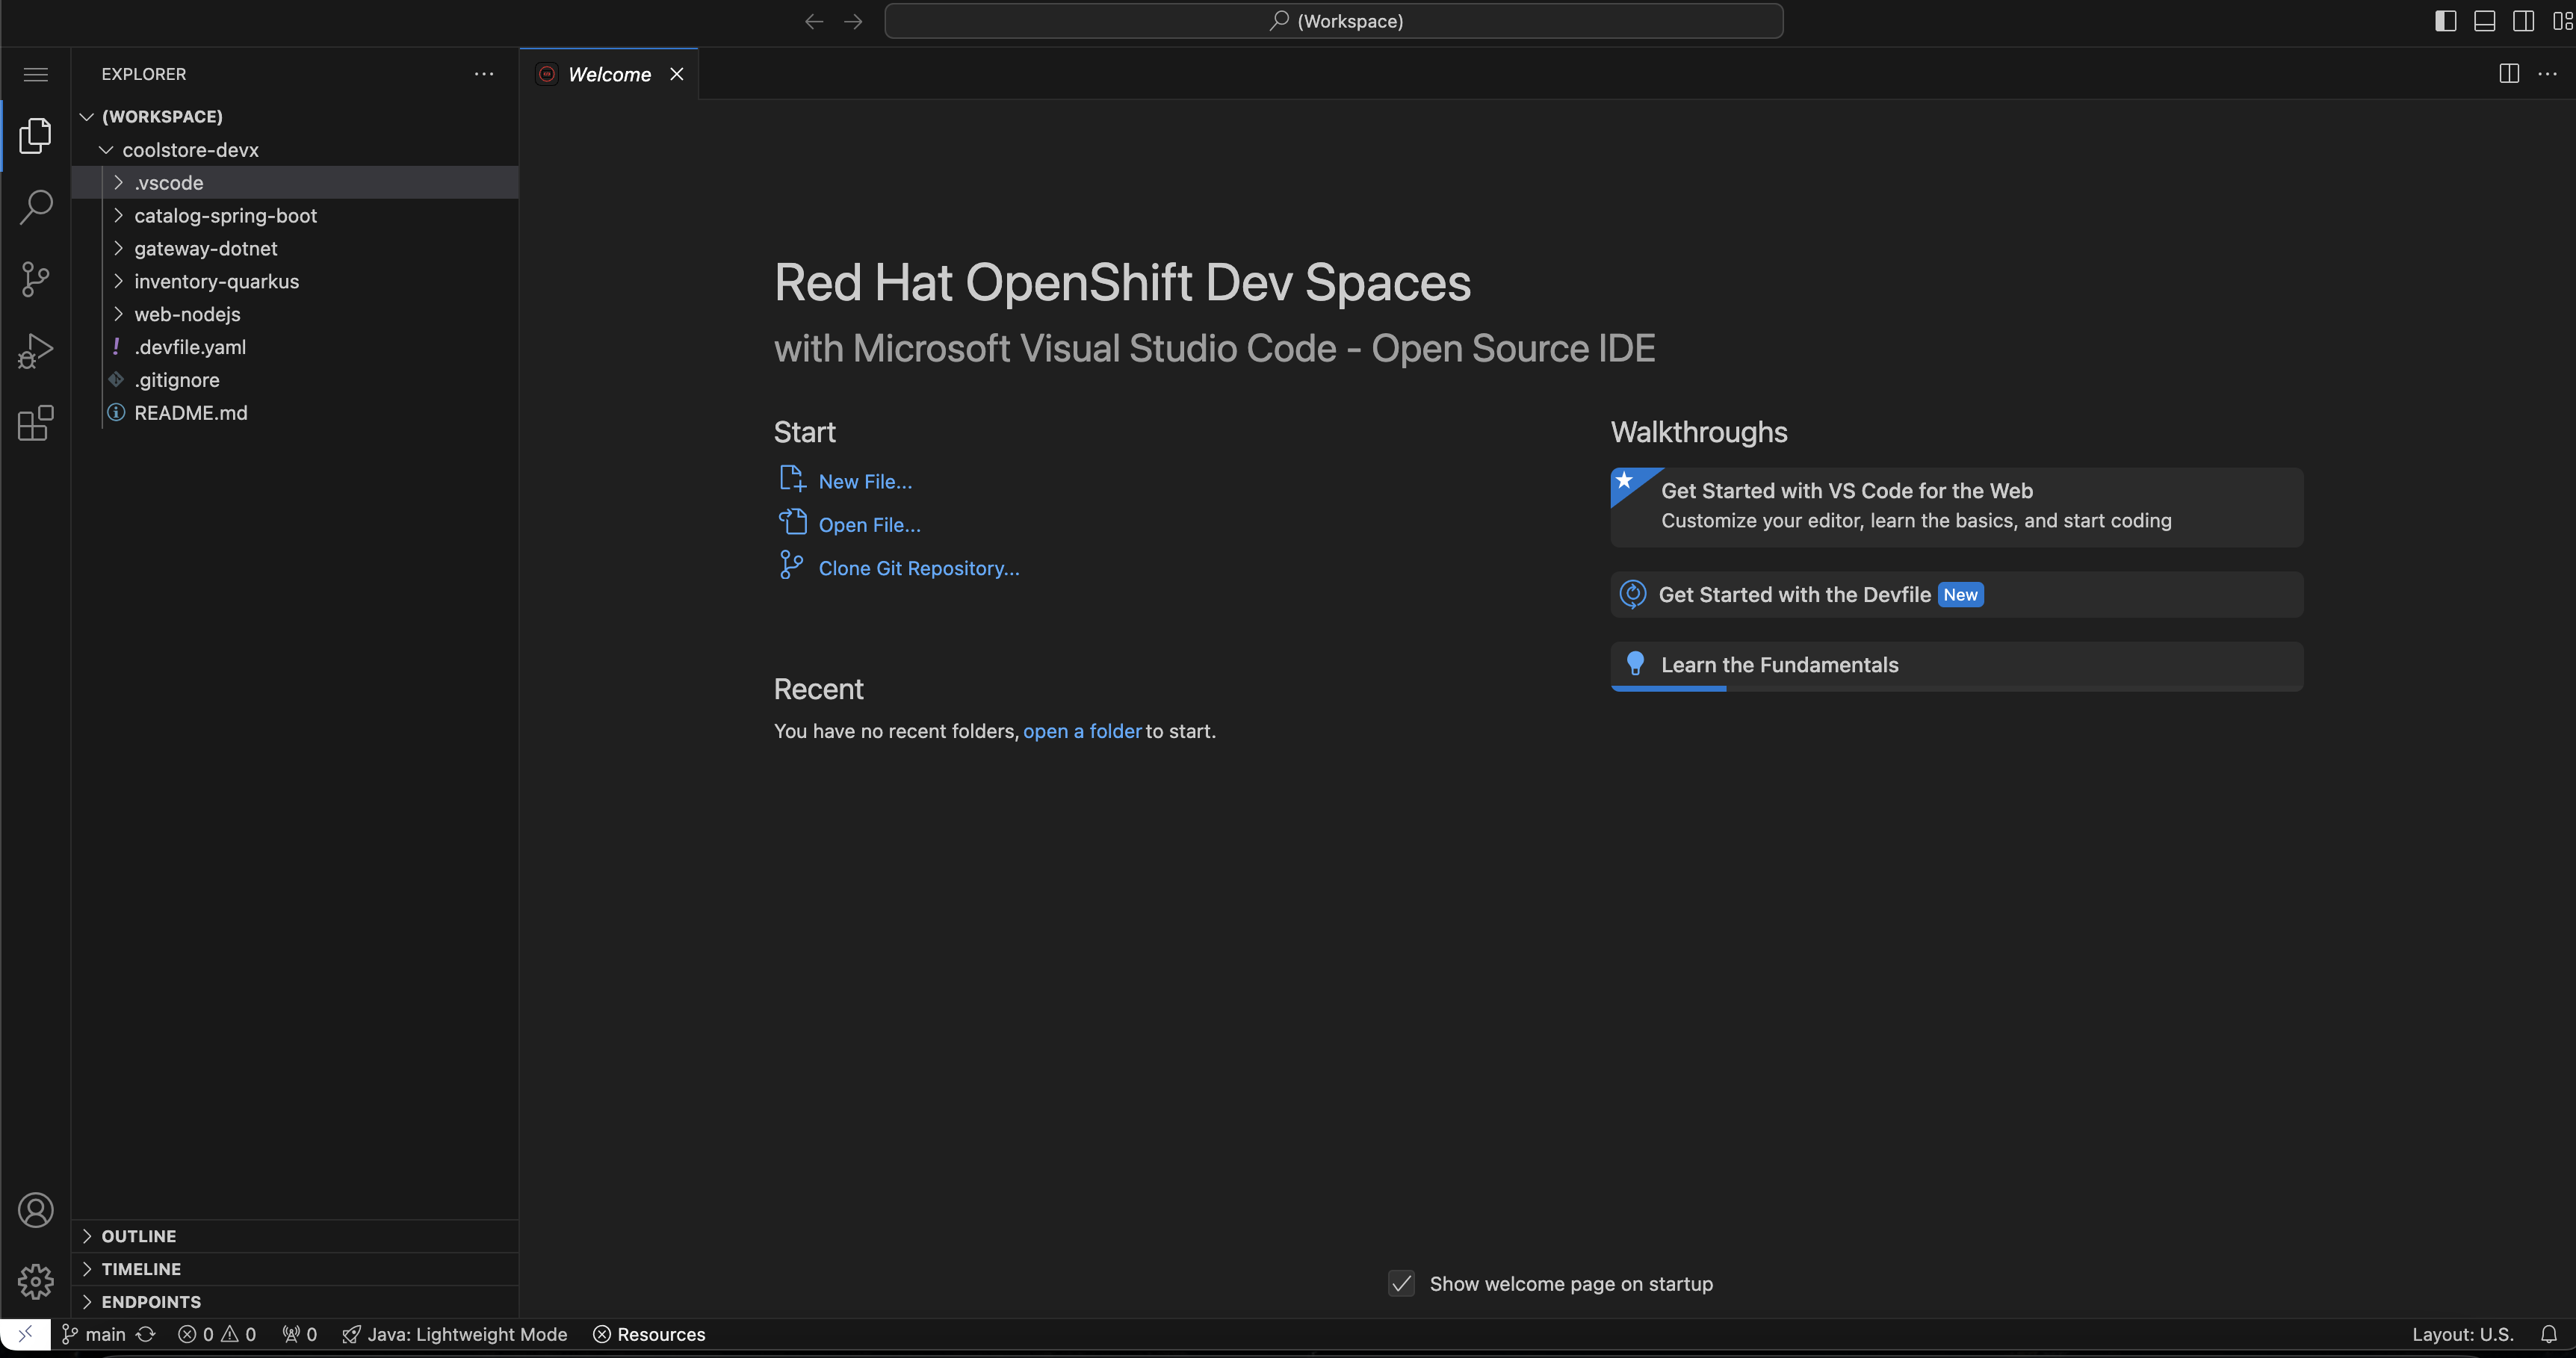 (Workspace)
EXPLORER
(WORKSPACE)
coolstore-devx
.vscode
catalog-spring-boot
gateway-dotnet
inventory-quarkus
web-nodejs
.devfile.yaml
.gitignore
README.md
OUTLINE
TIMELINE
ENDPOINTS
Welcome
Red Hat OpenShift Dev Spaces
with Microsoft Visual Studio Code - Open Source IDE
Start
New File...
Open File...
Clone Git Repository...
Recent
You have no recent folders, open a folder to start.
Walkthroughs
Get Started with VS Code for the Web
Customize your editor, learn the basics, and start coding
Get Started with the Devfile New
Learn the Fundamentals
Show welcome page on startup
main 0 0 0 Java: Lightweight Mode Resources Layout: U.S.